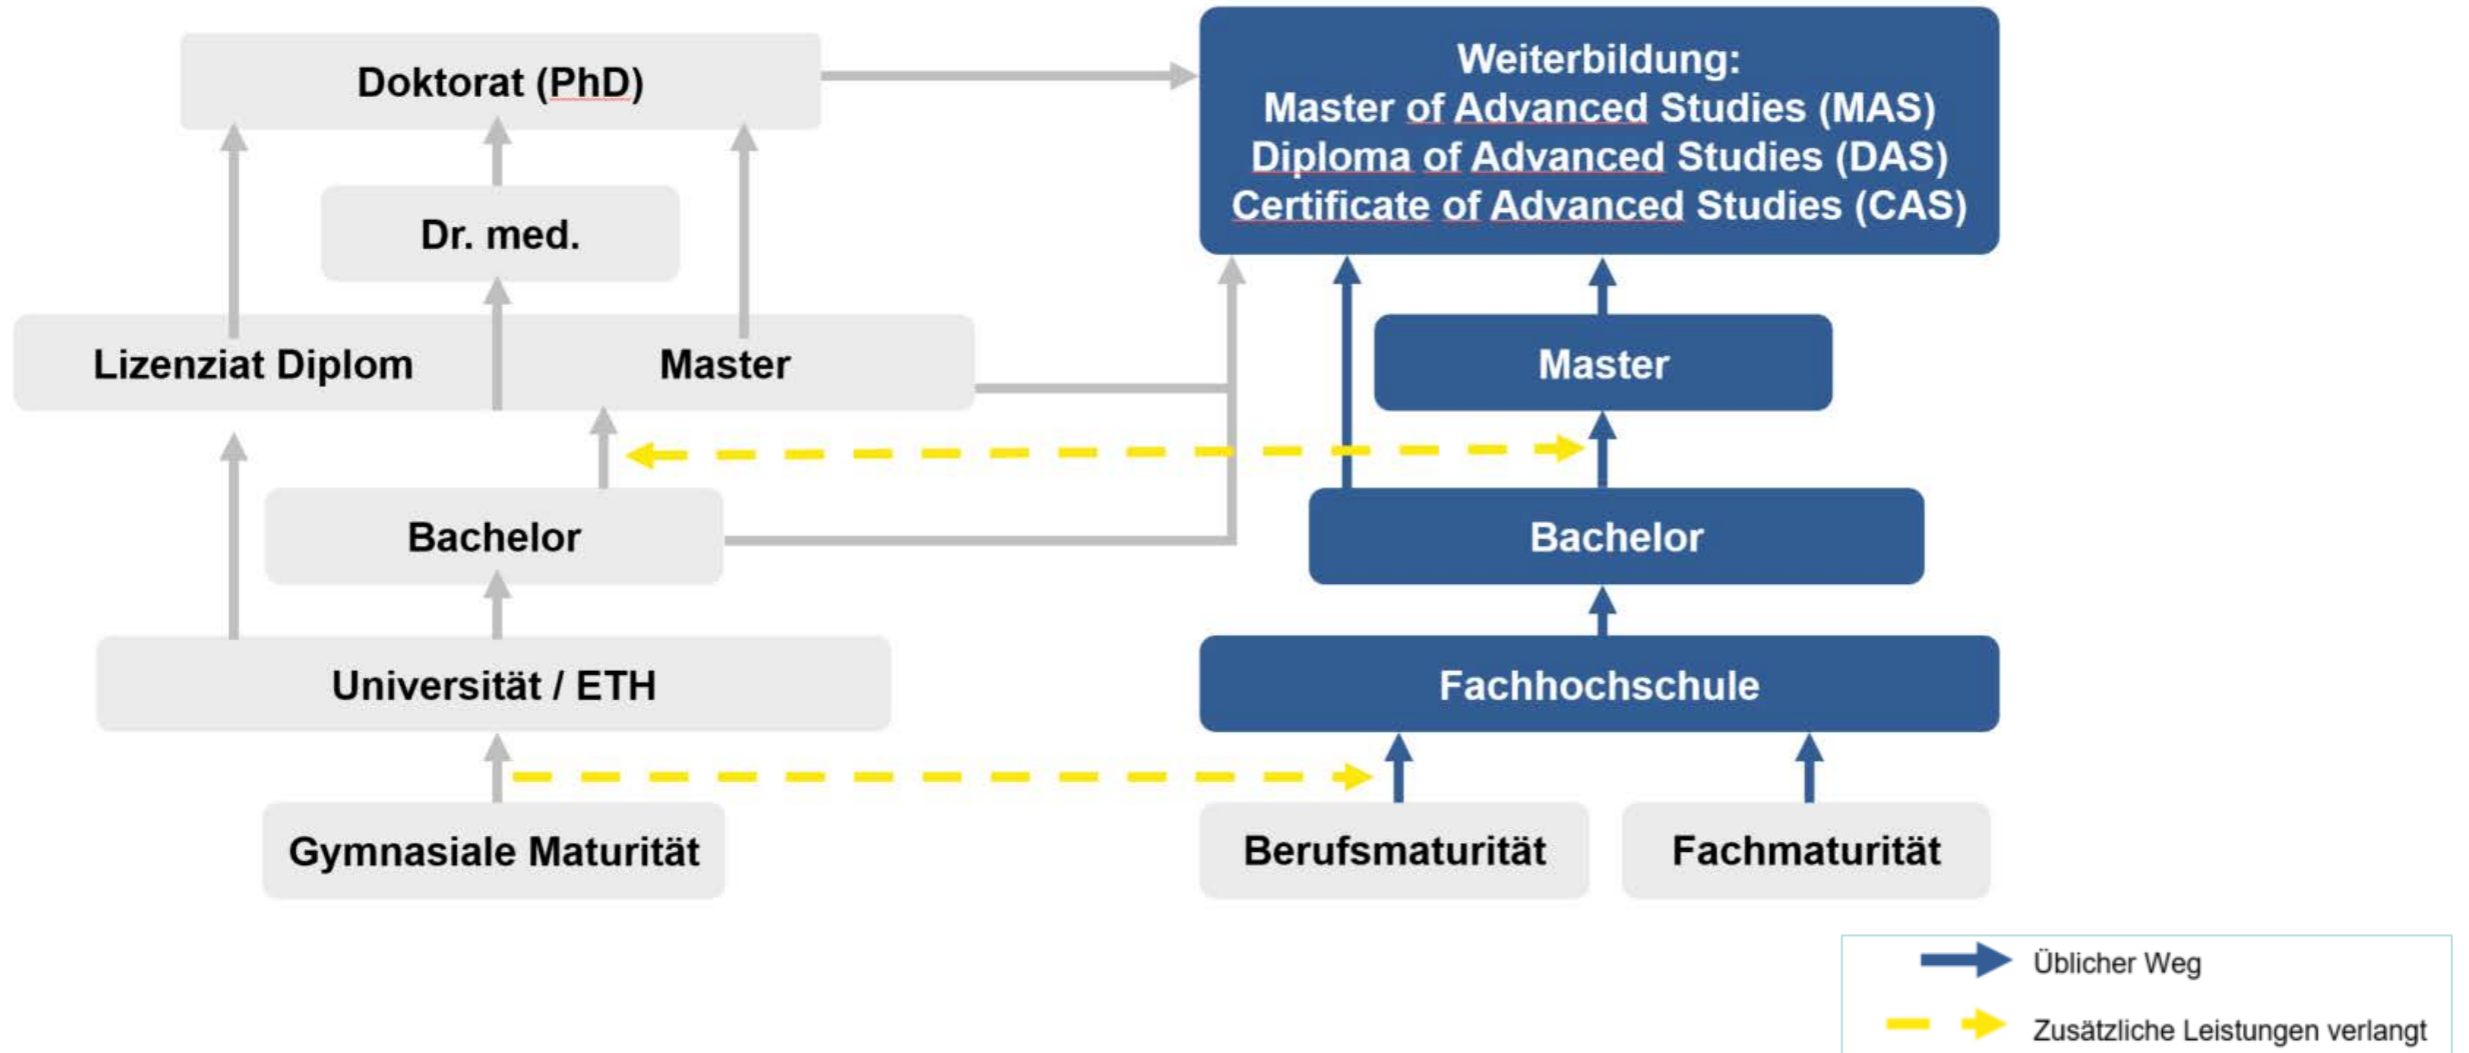 Doktorat (PhD)
Weiterbildung:
Master of Advanced Studies (MAS)
Diploma of Advanced Studies (DAS)
Certificate of Advanced Studies (CAS)
Dr. med.
Lizenziat Diplom
Master
Master
Bachelor
Bachelor
Universität / ETH
Fachhochschule
Gymnasiale Maturität
Berufsmaturität
Fachmaturität
Üblicher Weg
Zusätzliche Leistungen verlangt